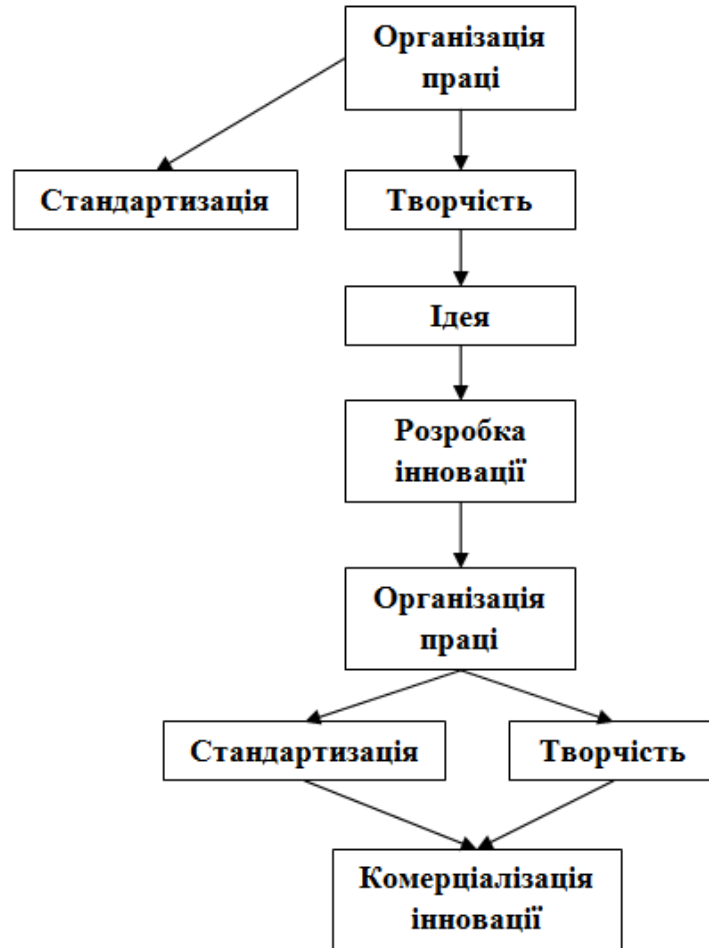 Організація
праці
Стандартизація
Творчість
Ідея
Розробка
інновації
Організація
праці
Стандартизація
Творчість
Комерціалізація
інновації